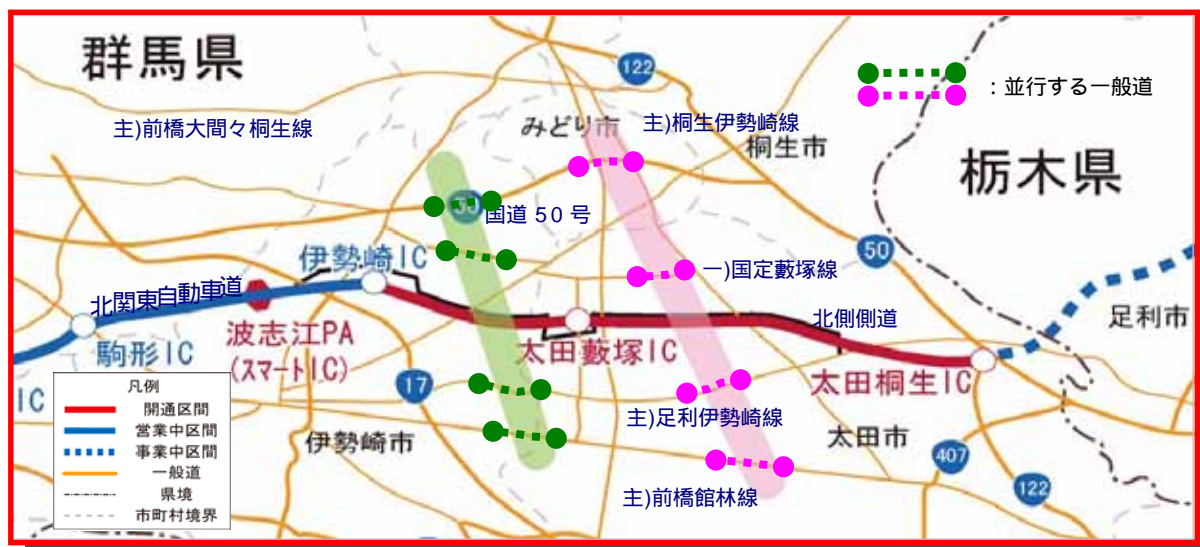 群馬県
122
：並行する一般道
主)前橋大間々桐生線
みどり市
主)桐生伊勢崎線
桐生市
栃木県
50
国道 50 号
50
伊勢崎IC
一)国定藪塚線
北関東自動車道
足利市
北側側道
駒形IC
波志江PA
(スマートIC)
太田藪塚IC
太田桐生IC
17
IC
凡例
開通区間
営業中区間
事業中区間
一般道
県境
市町村境界
伊勢崎市
主)足利伊勢崎線
太田市
407
122
主)前橋館林線